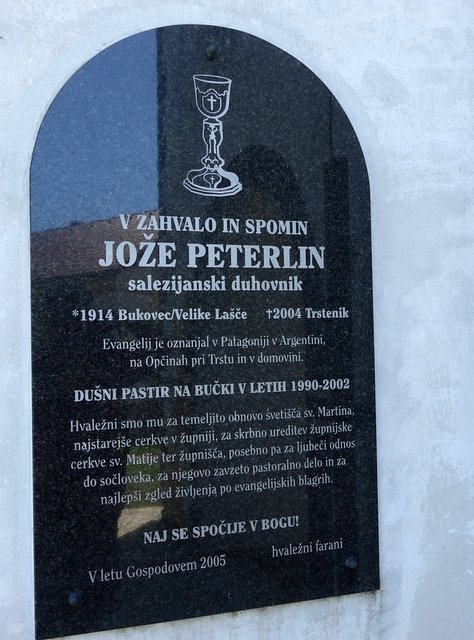 V ZAHVALO IN SPOMIN
JOŽE PETERLIN
salezijanski duhovnik
*1914 Bukovec/Velike Lašče †2004 Trstenik
Evangelij je oznanjal v Patagoniji v Argentini,
na Opčinah pri Trstu in v domovini.
DUŠNI PASTIR NA BUČKI V LETIH 1990-2002
Hvaležni smo mu za temeljito obnovo svetišča sv. Martina,
najstarejše cerkve v župniji, za skrbno ureditev župnijske
cerkve sv. Matije ter župnišča, posebno pa za ljubeči odnos
do sočloveka, za njegovo zavzeto pastoralno delo in za
najlepši zgled življenja po evangelijskih blagrih.
NAJ SE SPOČIJE V BOGU!
V letu Gospodovem 2005 hvaležni farani